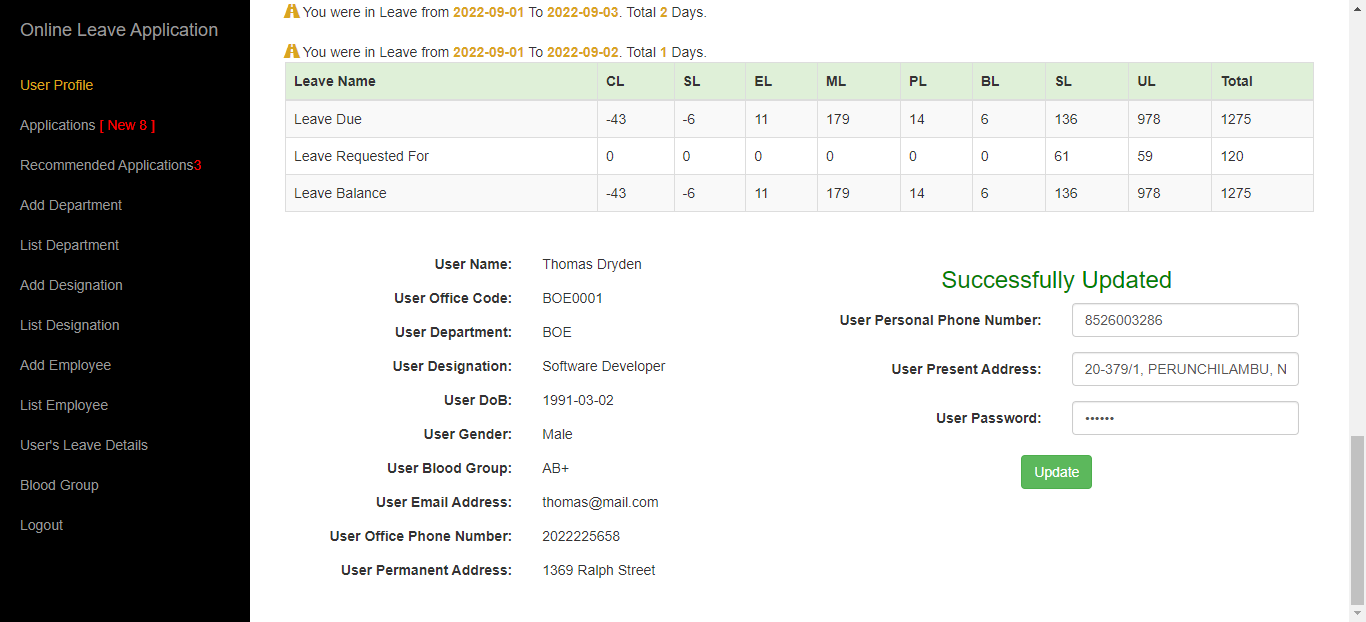 Online Leave Application
User Profile
Applications [ New 8 ]
Recommended Applications3
Add Department
List Department
Add Designation
List Designation
Add Employee
List Employee
User's Leave Details
Blood Group
Logout
You were in Leave from 2022-09-01 To 2022-09-03. Total 2 Days.
You were in Leave from 2022-09-01 To 2022-09-02. Total 1 Days.
Leave Name CL SL EL ML PL BL SL UL Total
Leave Due -43 -6 11 179 14 6 136 978 1275
Leave Requested For 0 0 0 0 0 0 61 59 120
Leave Balance -43 -6 11 179 14 6 136 978 1275
User Name: Thomas Dryden
User Office Code: BOE0001
User Department: BOE
User Designation: Software Developer
User DoB: 1991-03-02
User Gender: Male
User Blood Group: AB+
User Email Address: thomas@mail.com
User Office Phone Number: 2022225658
User Permanent Address: 1369 Ralph Street
Successfully Updated
User Personal Phone Number: 8526003286
User Present Address: 20-379/1, PERUNCHILAMBU, N
User Password: ••••••
Update